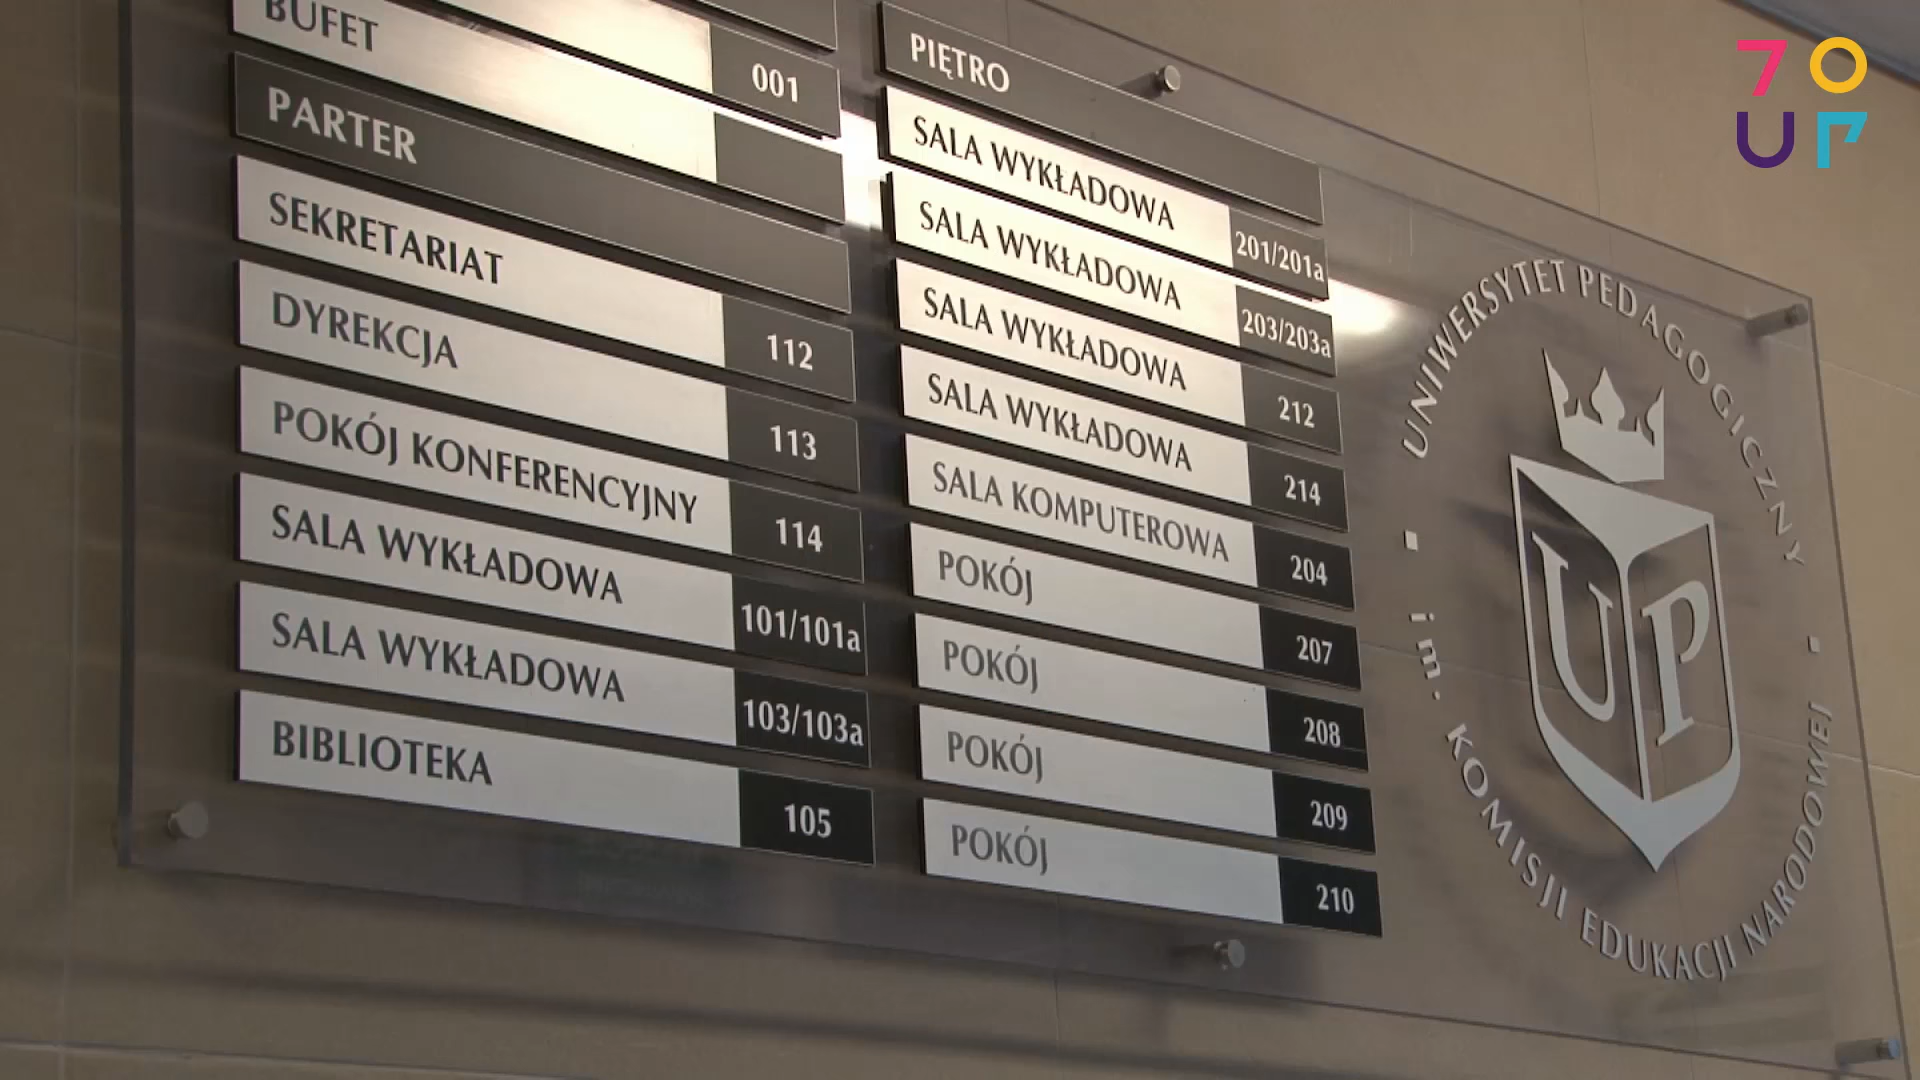 001
BUFET
PARTER
SEKRETARIAT 112
DYREKCJA 113
POKÓJ KONFERENCYJNY 114
SALA WYKŁADOWA 101/101a
SALA WYKŁADOWA 103/103a
BIBLIOTEKA 105
PIĘTRO
SALA WYKŁADOWA 201/201a
SALA WYKŁADOWA 203/203a
SALA WYKŁADOWA 212
SALA WYKŁADOWA 214
SALA KOMPUTEROWA 204
POKÓJ 207
POKÓJ 208
POKÓJ 209
POKÓJ 210
UNIWERSYTET PEDAGOGICZNY
im. KOMISJI EDUKACJI NARODOWEJ
UP
70
UP